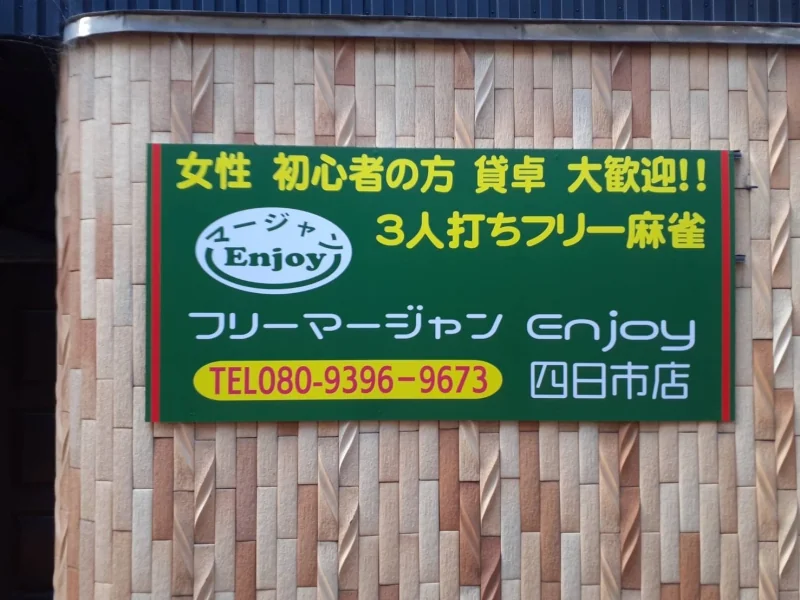 女性 初心者の方 貸卓 大歓迎!!
マージャン
Enjoy
3人打ちフリー麻雀
フリーマージャン Enjoy
TEL080-9396-9673
四日市店